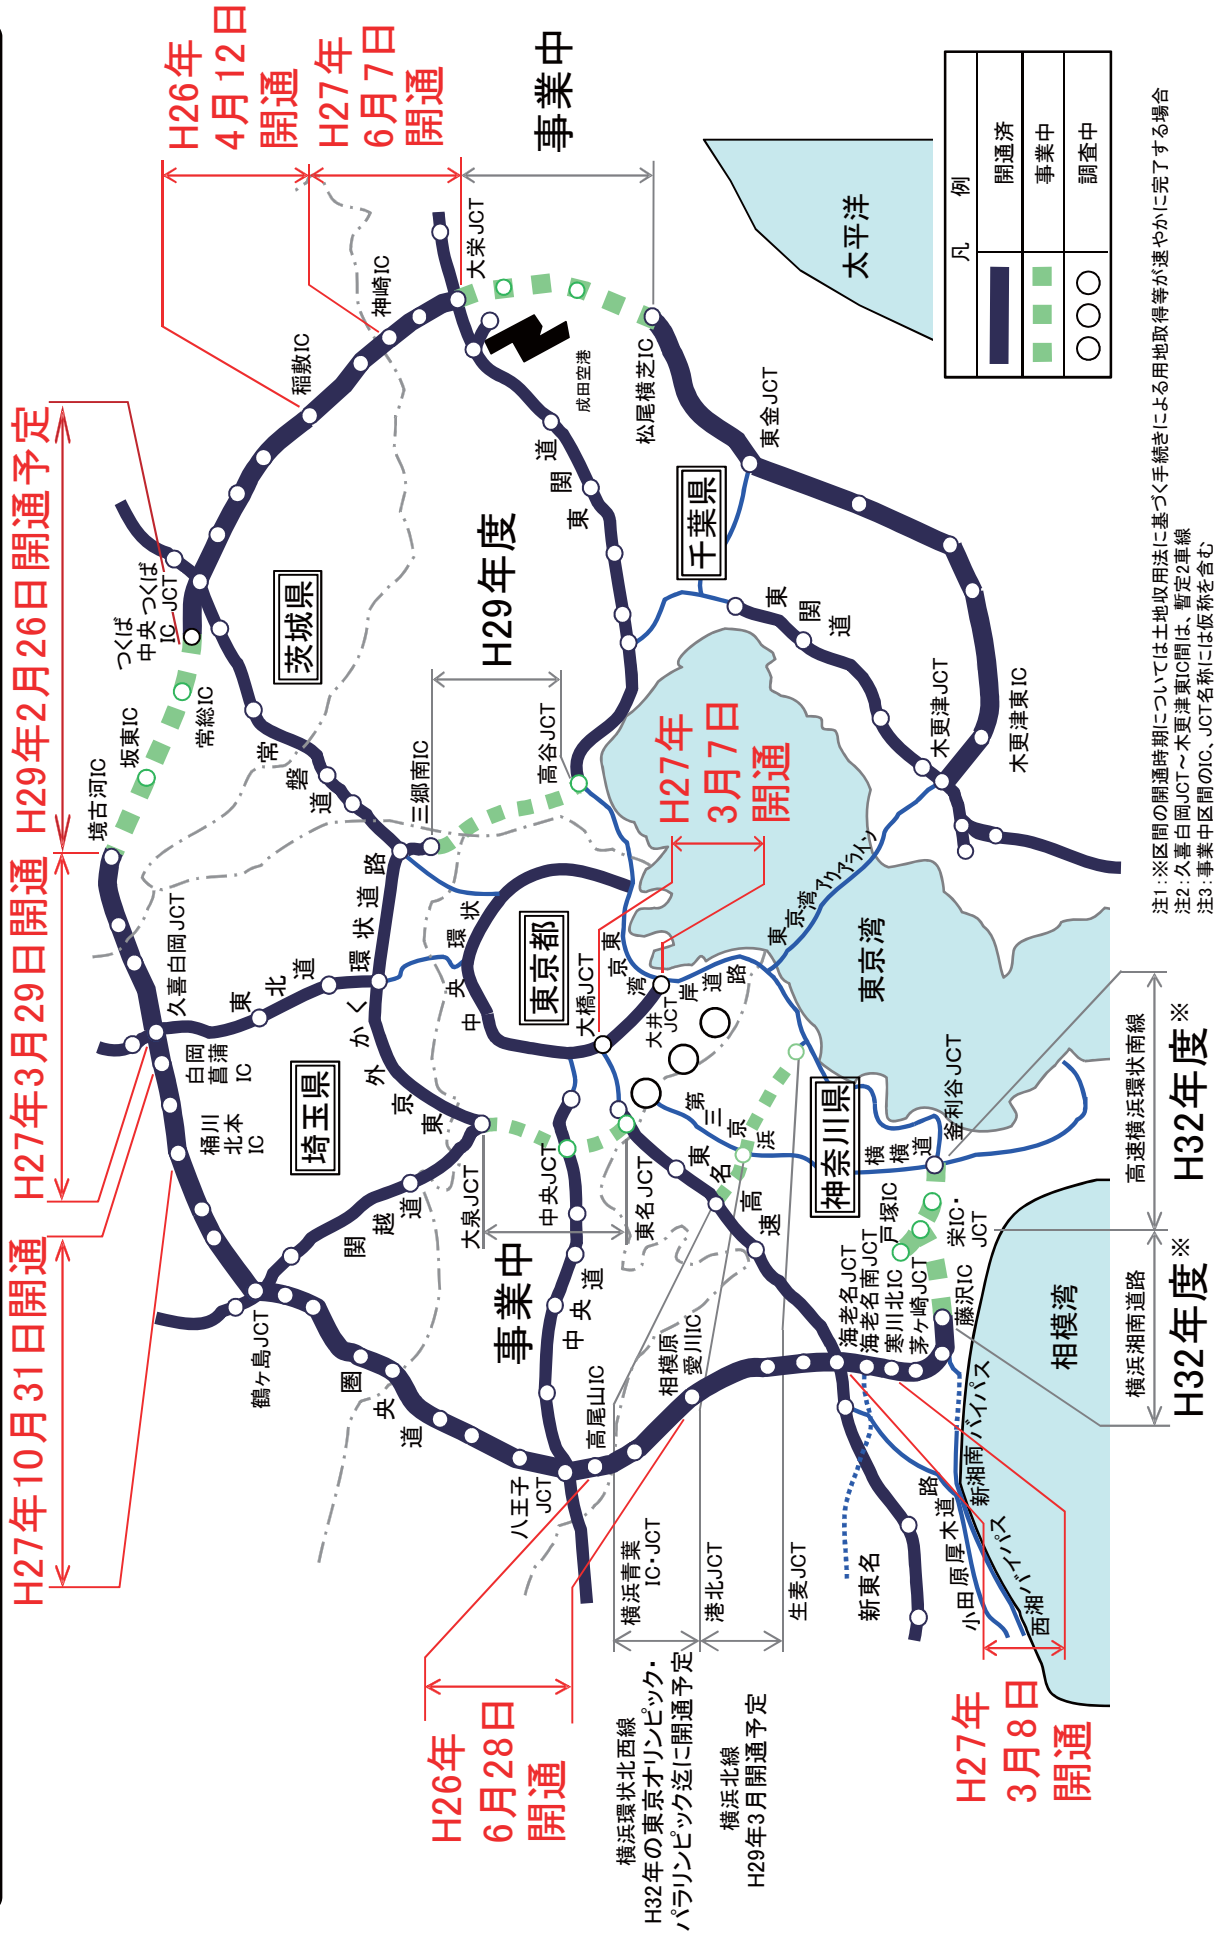 H27年10月31日開通
H27年3月29日開通
H29年2月26日開通予定
H26年
4月12日
開通
H27年
6月7日
開通
事業中
境古河IC
坂東IC
常総IC
つくば
中央
IC
つくば
JCT
稲敷IC
神崎IC
大栄JCT
成田空港
松尾横芝IC
東金JCT
茨城県
常磐道
東関道
H29年度
三郷南IC
高谷JCT
千葉県
東関道
木更津JCT
木更津東IC
太平洋
久喜白岡JCT
白岡
菖蒲
IC
桶川
北本
IC
東北道
埼玉県
東京外かく環状道路
中央環状
東京都
大橋JCT
大井
JCT
東京湾岸道路
H27年
3月7日
開通
東京湾アクアライン
東京湾
鶴ヶ島JCT
圏央道
関越道
大泉JCT
中央JCT
東名JCT
事業中
中央道
八王子
JCT
高尾山IC
相模原
愛川IC
東名高速
第三京浜
神奈川県
横横道
釜利谷JCT
戸塚IC
栄IC・
JCT
海老名JCT
海老名南JCT
寒川北IC
茅ヶ崎JCT
藤沢IC
新湘南バイパス
西湘バイパス
小田原厚木道路
新東名
相模湾
横浜青葉
IC・JCT
港北JCT
生麦JCT
H26年
6月28日
開通
横浜環状北西線
H32年の東京オリンピック・
パラリンピック迄に開通予定
横浜北線
H29年3月開通予定
H27年
3月8日
開通
横浜湘南道路
H32年度※
高速横浜環状南線
H32年度※
凡 例
開通済
事業中
調査中
注1:※区間の開通時期については土地収用法に基づく手続きによる用地取得等が速やかに完了する場合
注2:久喜白岡JCT～木更津東IC間は、暫定2車線
注3:事業中区間のIC、JCT名称には仮称を含む